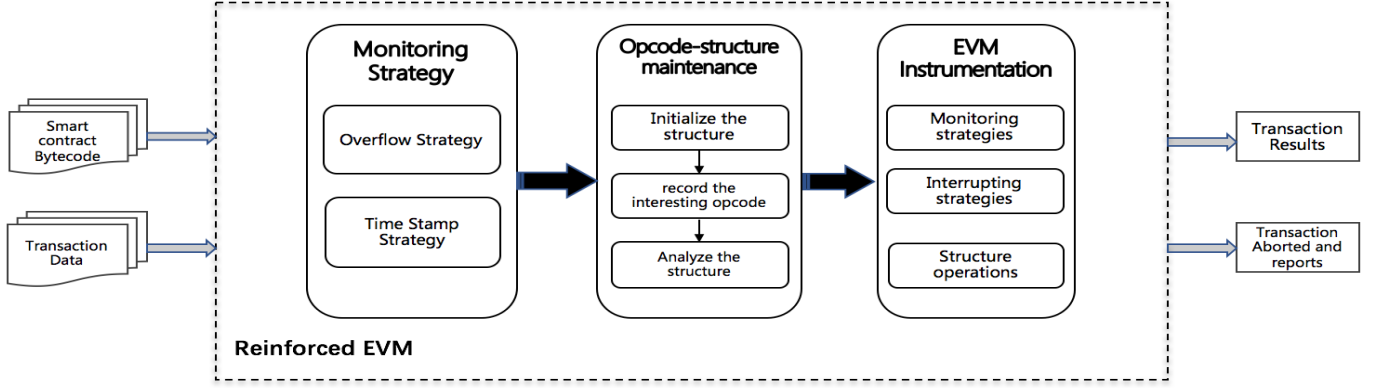 Smart
contract
Bytecode
Transaction
Data
Monitoring
Strategy
Overflow Strategy
Time Stamp
Strategy
Opcode-structure
maintenance
Initialize the
structure
record the
interesting opcode
Analyze the
structure
EVM
Instrumentation
Monitoring
strategies
Interrupting
strategies
Structure
operations
Reinforced EVM
Transaction
Results
Transaction
Aborted and
reports